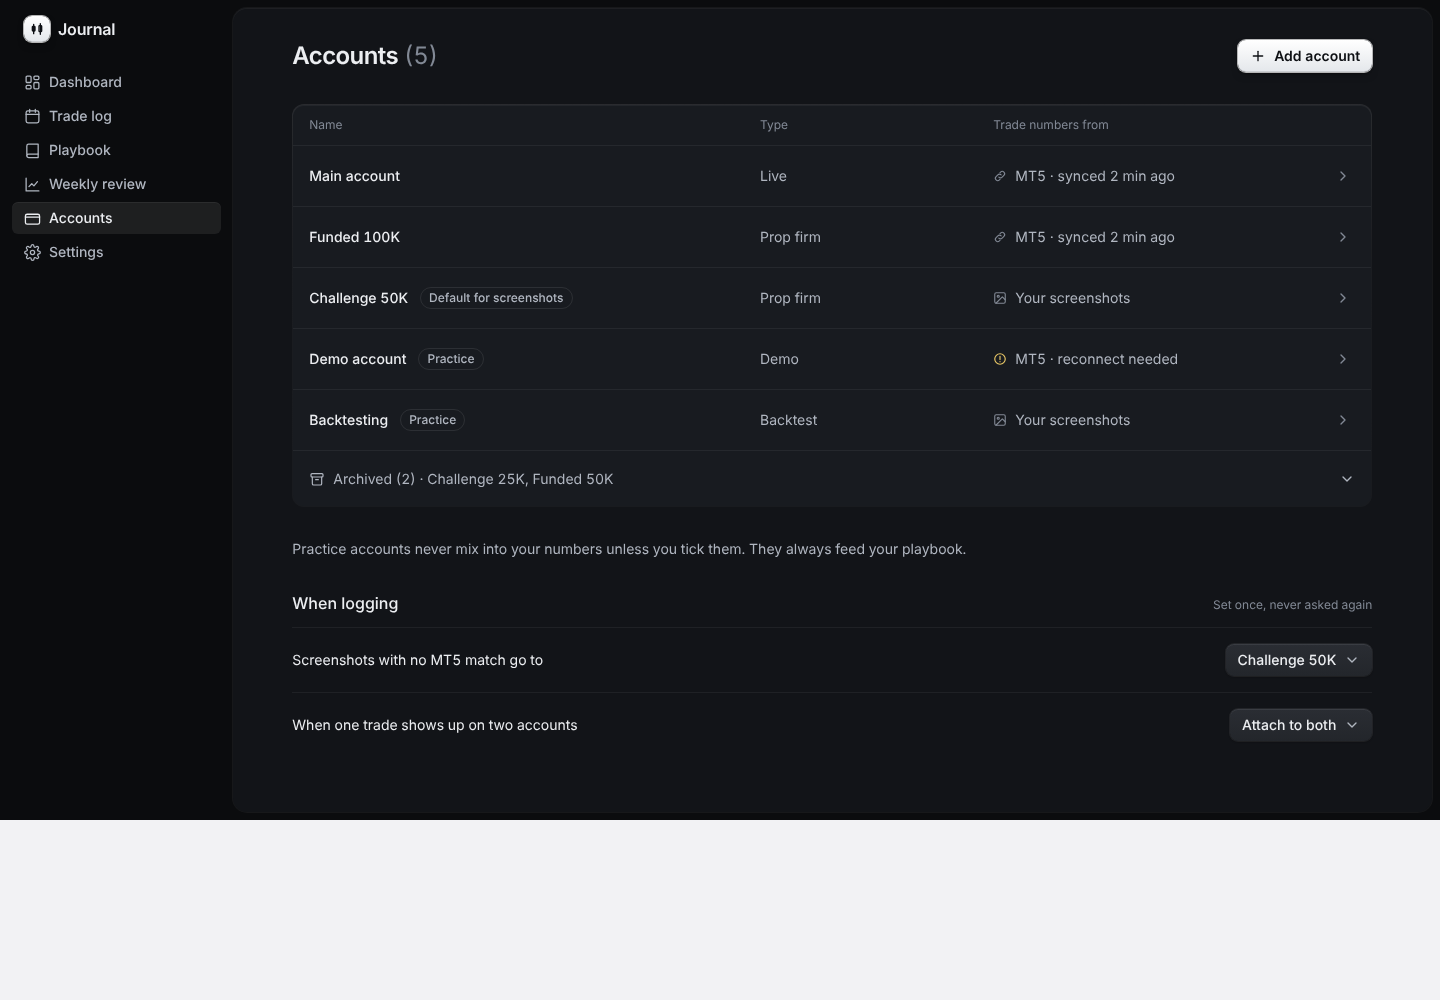 Journal
Dashboard
Trade log
Playbook
Weekly review
Accounts
Settings
Accounts (5)
Add account
Name Type Trade numbers from
Main account Live MT5 · synced 2 min ago
Funded 100K Prop firm MT5 · synced 2 min ago
Challenge 50K Default for screenshots Prop firm Your screenshots
Demo account Practice Demo MT5 · reconnect needed
Backtesting Practice Backtest Your screenshots
Archived (2) · Challenge 25K, Funded 50K
Practice accounts never mix into your numbers unless you tick them. They always feed your playbook.
When logging Set once, never asked again
Screenshots with no MT5 match go to Challenge 50K
When one trade shows up on two accounts Attach to both